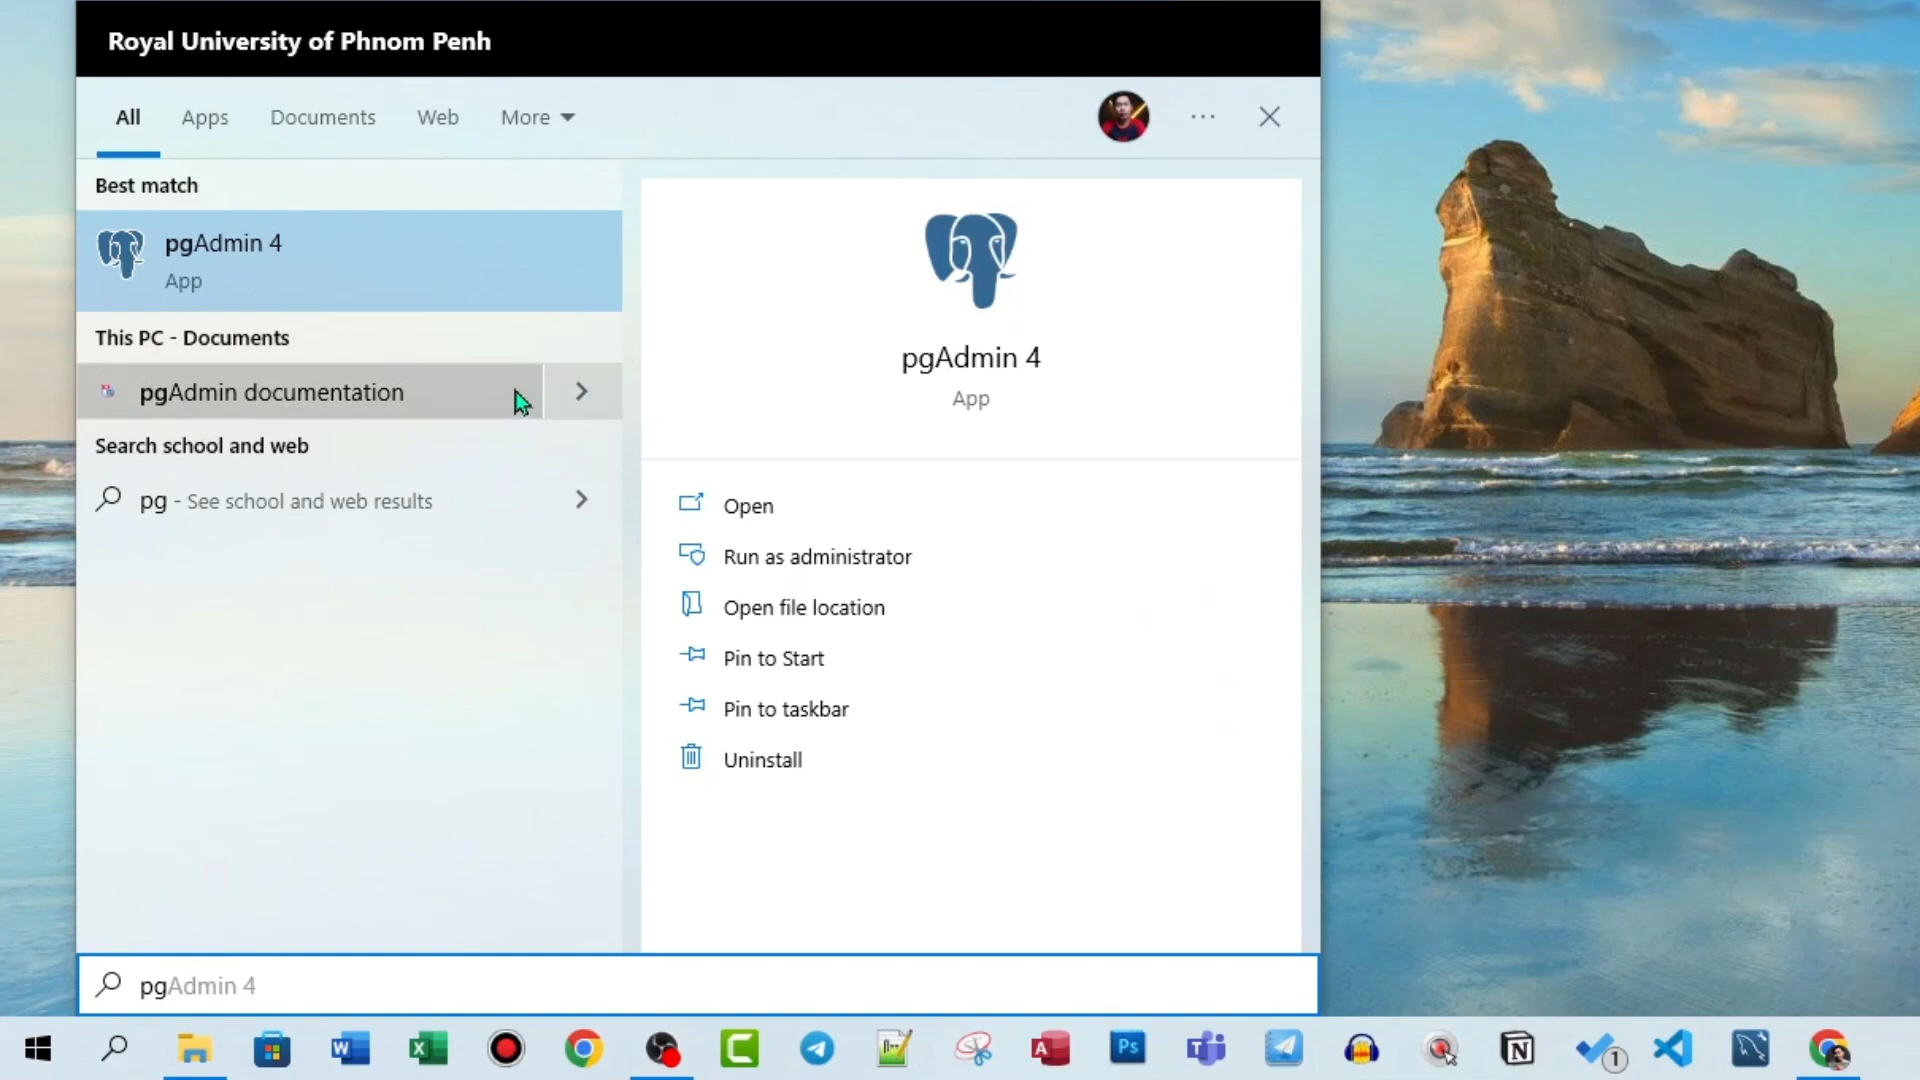 Royal University of Phnom Penh
All Apps Documents Web More
Best match
pgAdmin 4
App
This PC - Documents
pgAdmin documentation
Search school and web
pg - See school and web results
pgAdmin 4
App
Open
Run as administrator
Open file location
Pin to Start
Pin to taskbar
Uninstall
pgAdmin 4
W X A Ps T N 1